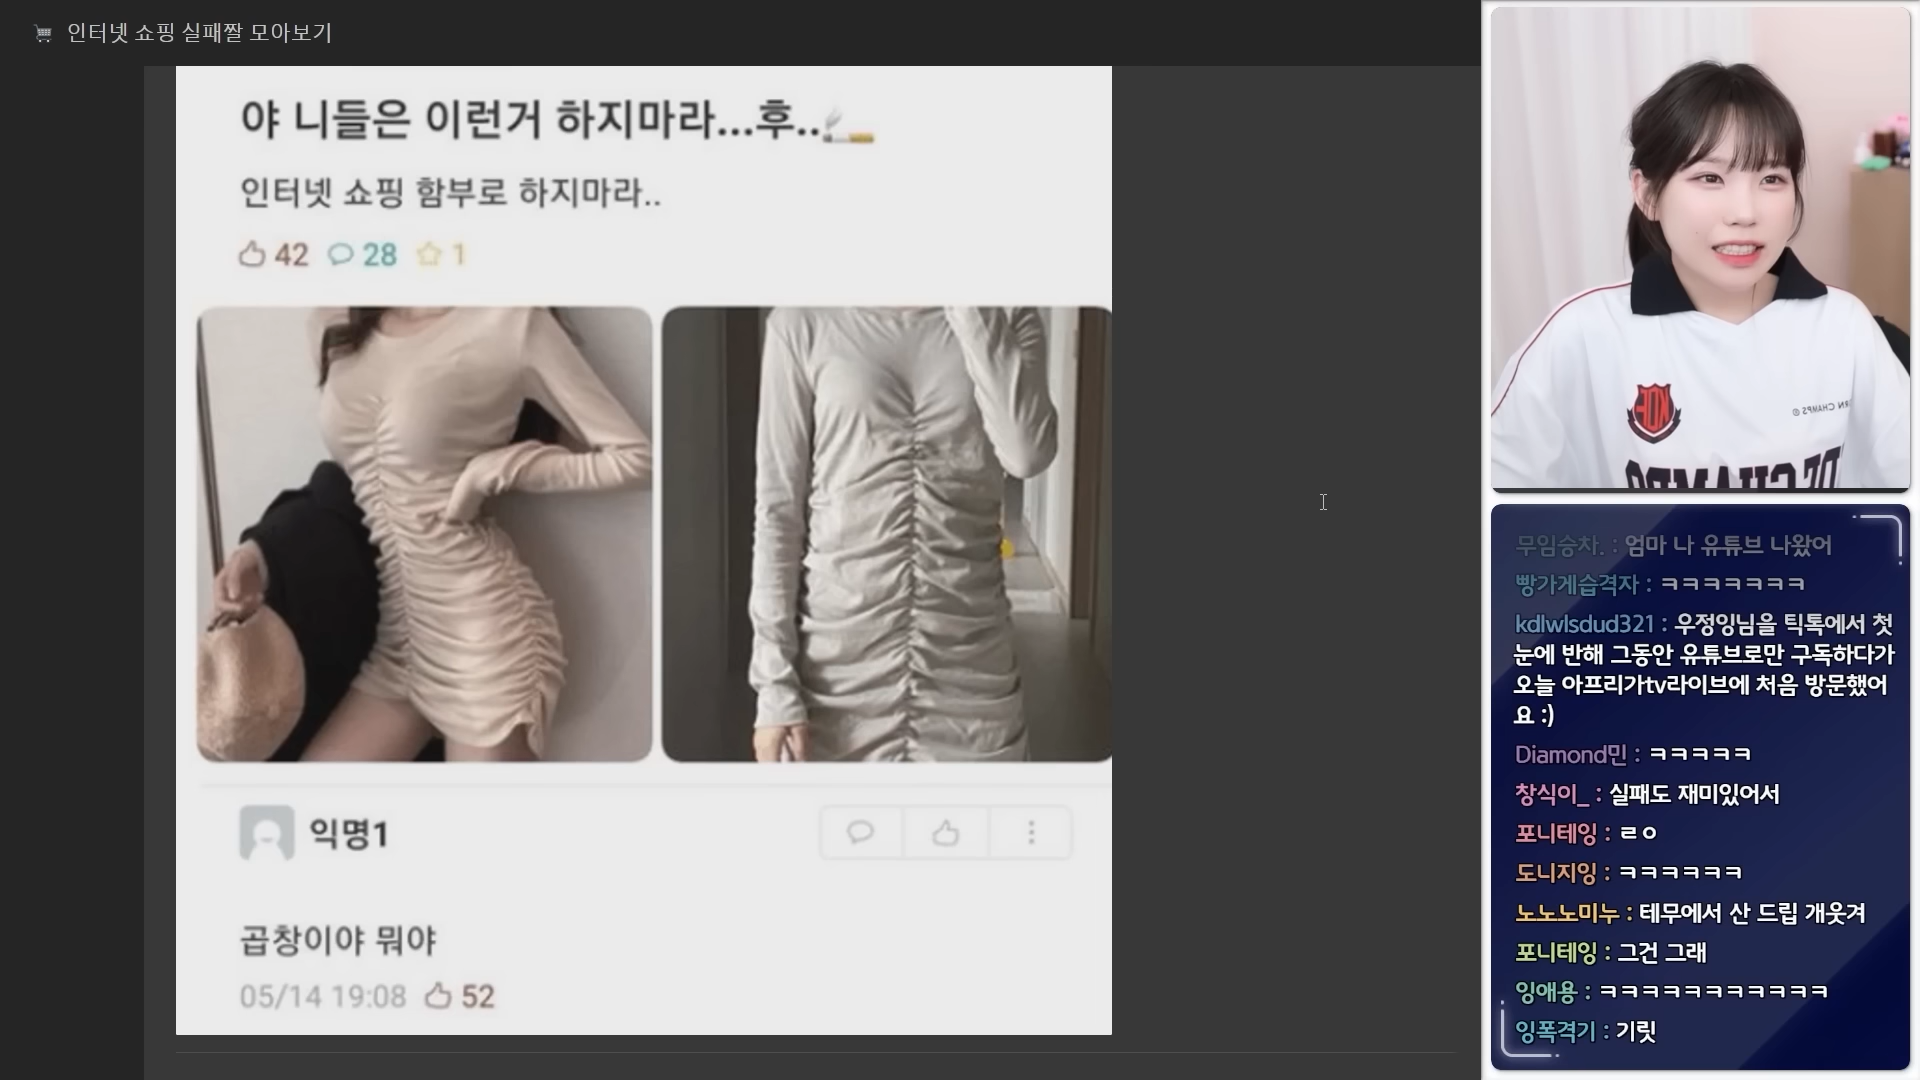 인터넷 쇼핑 실패짤 모아보기
야 니들은 이런거 하지마라...후..🚬
인터넷 쇼핑 함부로 하지마라..
42 28 1
익명1
곱창이야 뭐야
05/14 19:08 52
무임승차. : 엄마 나 유튜브 나왔어
빵가게습격자 : ㅋㅋㅋㅋㅋㅋㅋ
kdlwlsdud321 : 우정잉님을 틱톡에서 첫
눈에 반해 그동안 유튜브로만 구독하다가
오늘 아프리가tv라이브에 처음 방문했어
요 :)
Diamond민 : ㅋㅋㅋㅋㅋ
창식이_ : 실패도 재미있어서
포니테잉 : ㄹㅇ
도니지잉 : ㅋㅋㅋㅋㅋㅋ
노노노미누 : 테무에서 산 드립 개웃겨
포니테잉 : 그건 그래
잉애용 : ㅋㅋㅋㅋㅋㅋㅋㅋㅋㅋㅋ
잉폭격기 : 기릿